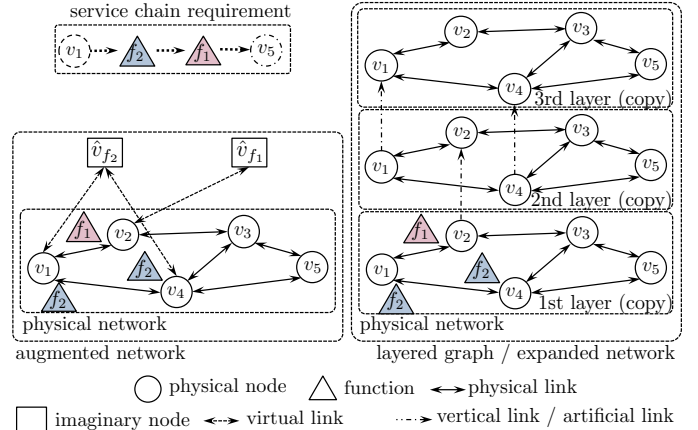 service chain requirement
v₁ f₂ f₁ v₅
v̂_f₂ v̂_f₁
f₁ v₂ v₃
v₁ f₂ v₅
f₂ v₄
physical network
augmented network
v₂ v₃
v₁ v₅
v₄
3rd layer (copy)
v₂ v₃
v₁ v₅
v₄
2nd layer (copy)
f₁ v₂ v₃
v₁ f₂ v₅
f₂ v₄
1st layer (copy)
physical network
layered graph / expanded network
physical node function physical link
imaginary node virtual link vertical link / artificial link